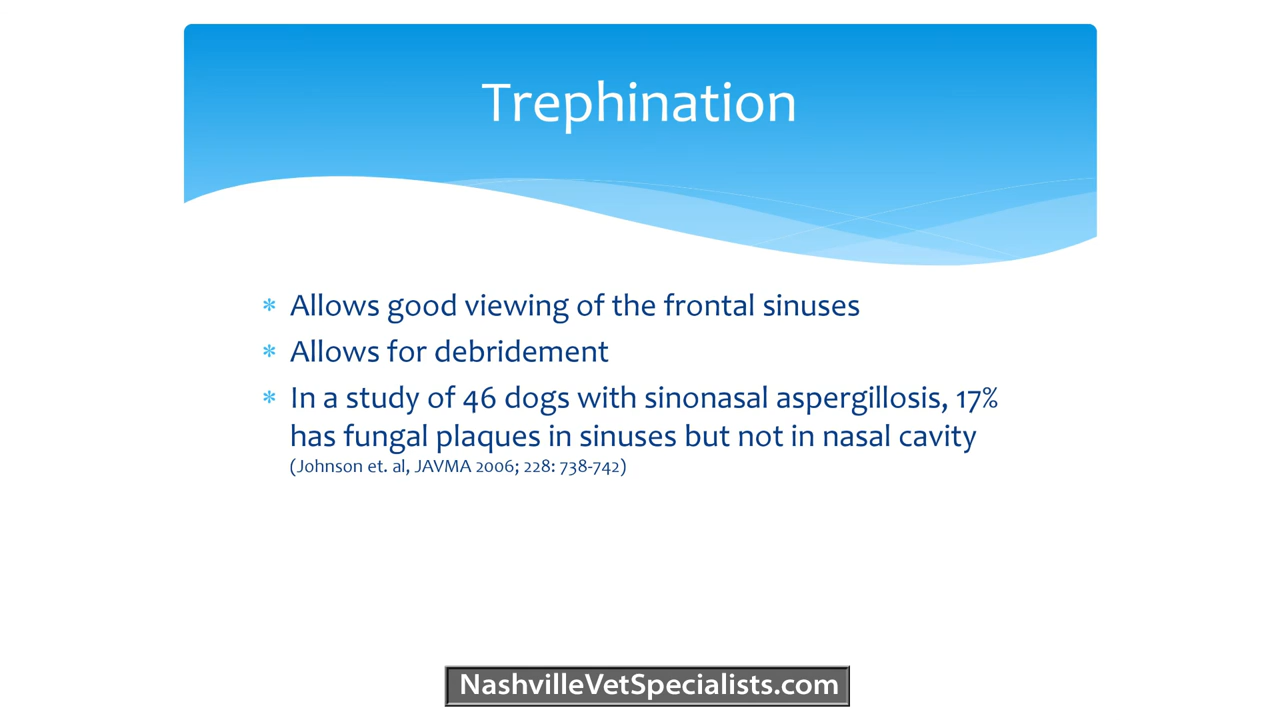 Trephination
* Allows good viewing of the frontal sinuses
* Allows for debridement
* In a study of 46 dogs with sinonasal aspergillosis, 17%
has fungal plaques in sinuses but not in nasal cavity
(Johnson et. al, JAVMA 2006; 228: 738-742)
NashvilleVetSpecialists.com